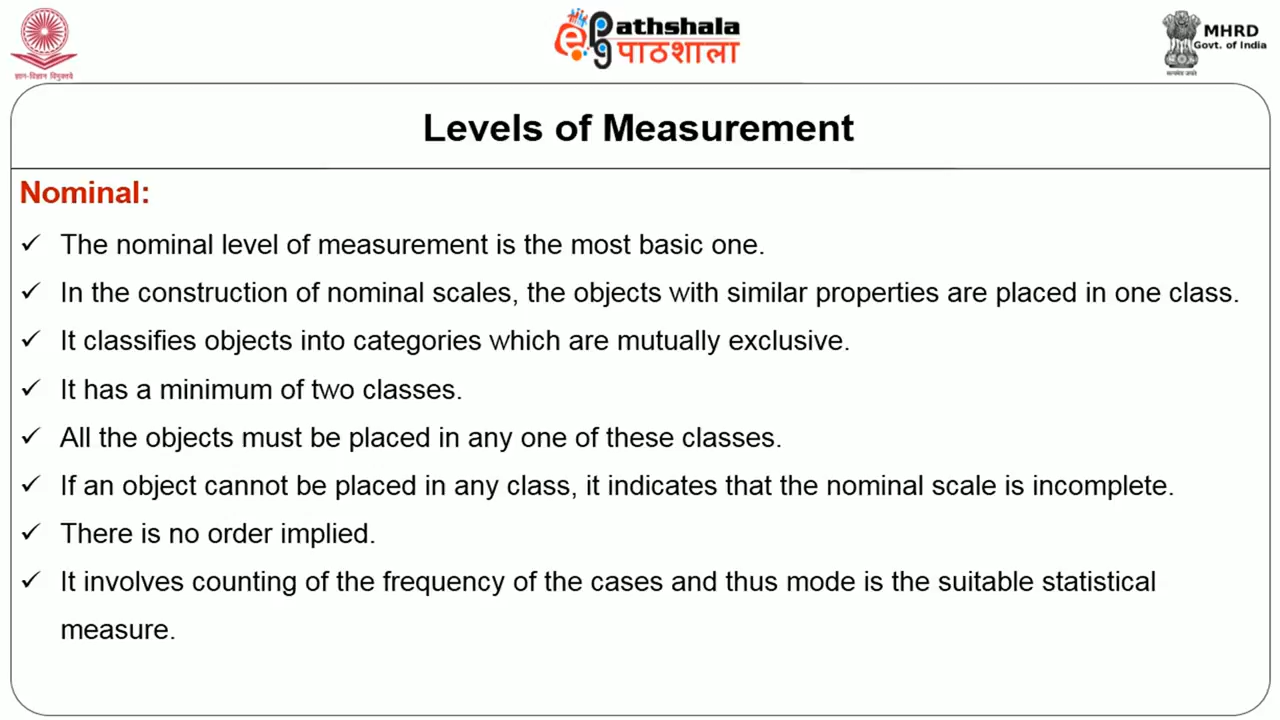 ज्ञान-विज्ञान विमुक्तये
ePathshala
पाठशाला
MHRD
Govt. of India
सत्यमेव जयते
Levels of Measurement
Nominal:
✓ The nominal level of measurement is the most basic one.
✓ In the construction of nominal scales, the objects with similar properties are placed in one class.
✓ It classifies objects into categories which are mutually exclusive.
✓ It has a minimum of two classes.
✓ All the objects must be placed in any one of these classes.
✓ If an object cannot be placed in any class, it indicates that the nominal scale is incomplete.
✓ There is no order implied.
✓ It involves counting of the frequency of the cases and thus mode is the suitable statistical
measure.